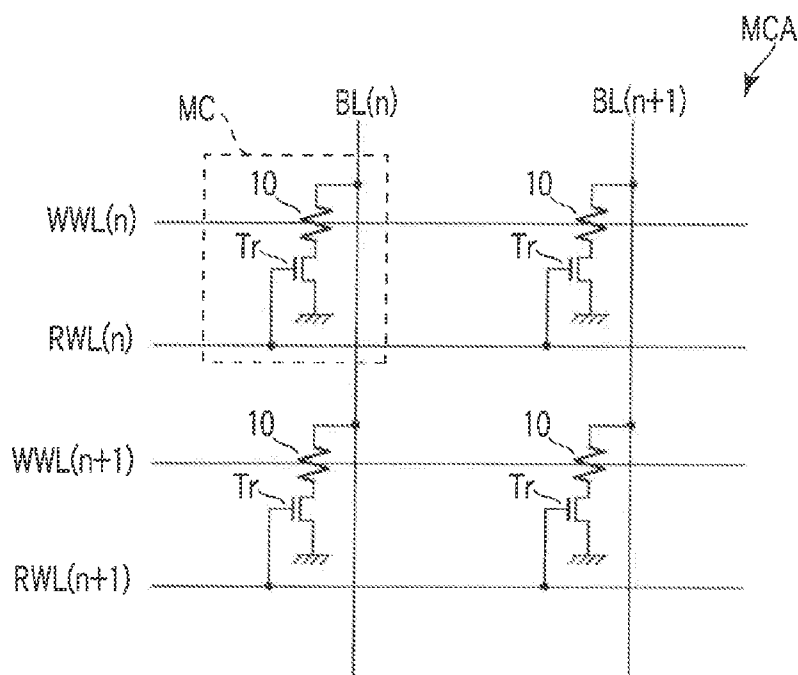 MCA
MC
BL(n)
BL(n+1)
10
10
WWL(n)
Tr
Tr
RWL(n)
10
10
WWL(n+1)
Tr
Tr
RWL(n+1)